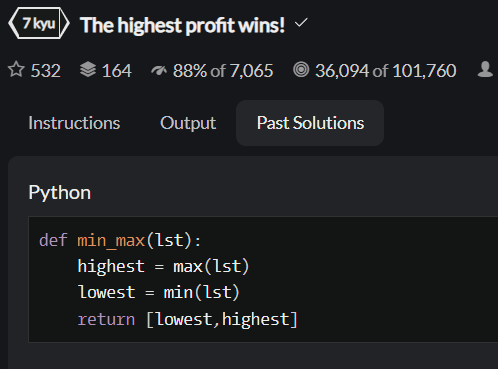 7 kyu The highest profit wins!
532 164 88% of 7,065 36,094 of 101,760
Instructions Output Past Solutions
Python
def min_max(lst):
    highest = max(lst)
    lowest = min(lst)
    return [lowest,highest]